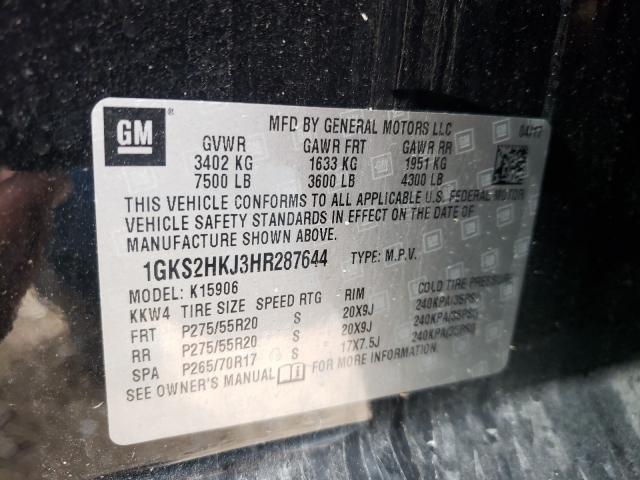 GM ®
MFD BY GENERAL MOTORS LLC 04/17
GVWR GAWR FRT GAWR RR
3402 KG 1633 KG 1951 KG
7500 LB 3600 LB 4300 LB
THIS VEHICLE CONFORMS TO ALL APPLICABLE U.S. FEDERAL MOTOR
VEHICLE SAFETY STANDARDS IN EFFECT ON THE DATE OF
MANUFACTURE SHOWN ABOVE.
1GKS2HKJ3HR287644 TYPE: M.P.V.
MODEL: K15906
KKW4 TIRE SIZE SPEED RTG RIM COLD TIRE PRESSURE
FRT P275/55R20 S 20X9J 240KPA(35PSI)
RR P275/55R20 S 20X9J 240KPA(35PSI)
SPA P265/70R17 S 17X7.5J 240KPA(35PSI)
SEE OWNER'S MANUAL